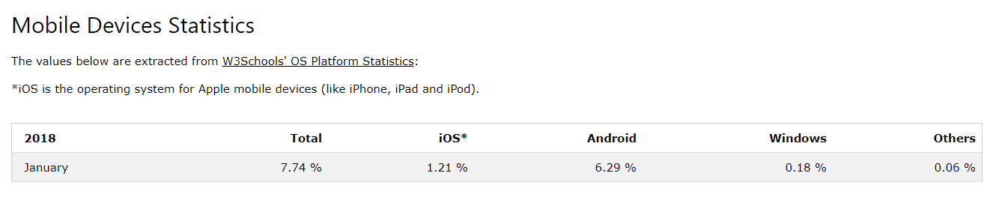 Mobile Devices Statistics
The values below are extracted from W3Schools' OS Platform Statistics:
*iOS is the operating system for Apple mobile devices (like iPhone, iPad and iPod).
2018 Total iOS* Android Windows Others
January 7.74 % 1.21 % 6.29 % 0.18 % 0.06 %